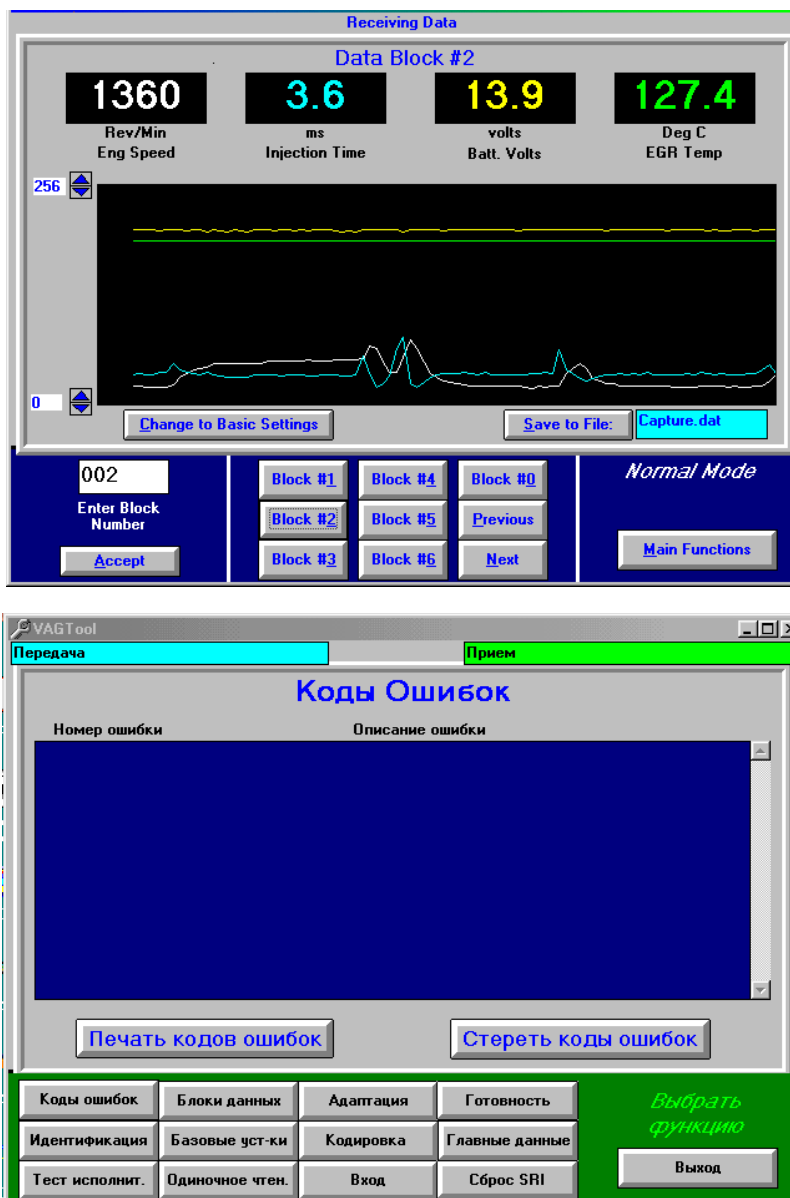 Receiving Data
Data Block #2
1360
3.6
13.9
127.4
Rev/Min
ms
volts
Deg C
Eng Speed
Injection Time
Batt. Volts
EGR Temp
256
0
Change to Basic Settings
Save to File:
Capture.dat
002
Enter Block
Number
Accept
Block #1
Block #4
Block #0
Block #2
Block #5
Previous
Block #3
Block #6
Next
Normal Mode
Main Functions
VAGTool
Передача
Прием
Коды Ошибок
Номер ошибки
Описание ошибки
Печать кодов ошибок
Стереть коды ошибок
Коды ошибок
Блоки данных
Адаптация
Готовность
Идентификация
Базовые уст-ки
Кодировка
Главные данные
Тест исполнит.
Одиночное чтен.
Вход
Сброс SRI
Выбрать
функцию
Выход